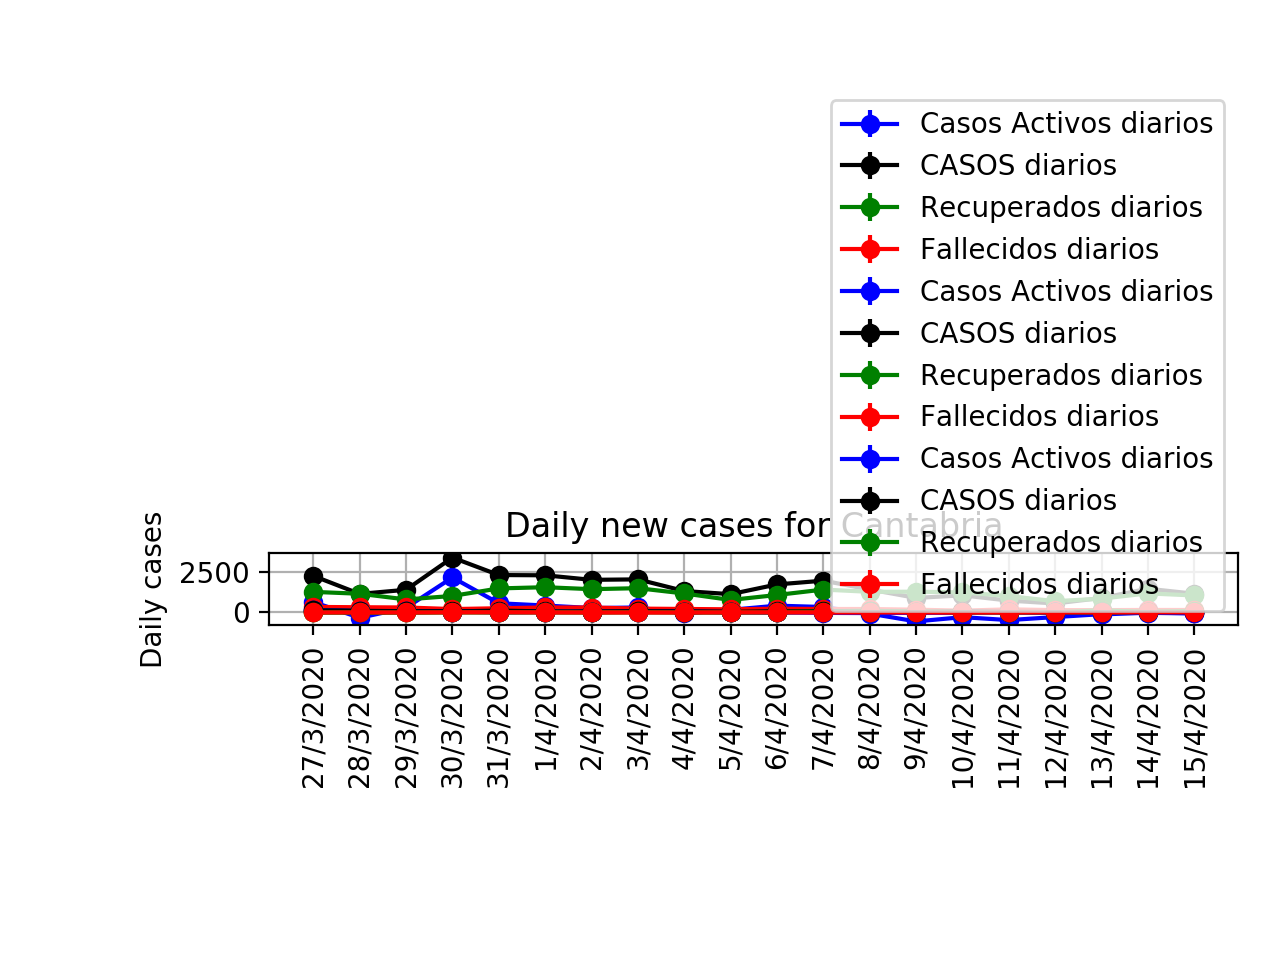 Casos Activos diarios
CASOS diarios
Recuperados diarios
Fallecidos diarios
Casos Activos diarios
CASOS diarios
Recuperados diarios
Fallecidos diarios
Casos Activos diarios
CASOS diarios
Recuperados diarios
Fallecidos diarios
Daily new cases for Cantabria
Daily cases
2500
0
27/3/2020
28/3/2020
29/3/2020
30/3/2020
31/3/2020
1/4/2020
2/4/2020
3/4/2020
4/4/2020
5/4/2020
6/4/2020
7/4/2020
8/4/2020
9/4/2020
10/4/2020
11/4/2020
12/4/2020
13/4/2020
14/4/2020
15/4/2020